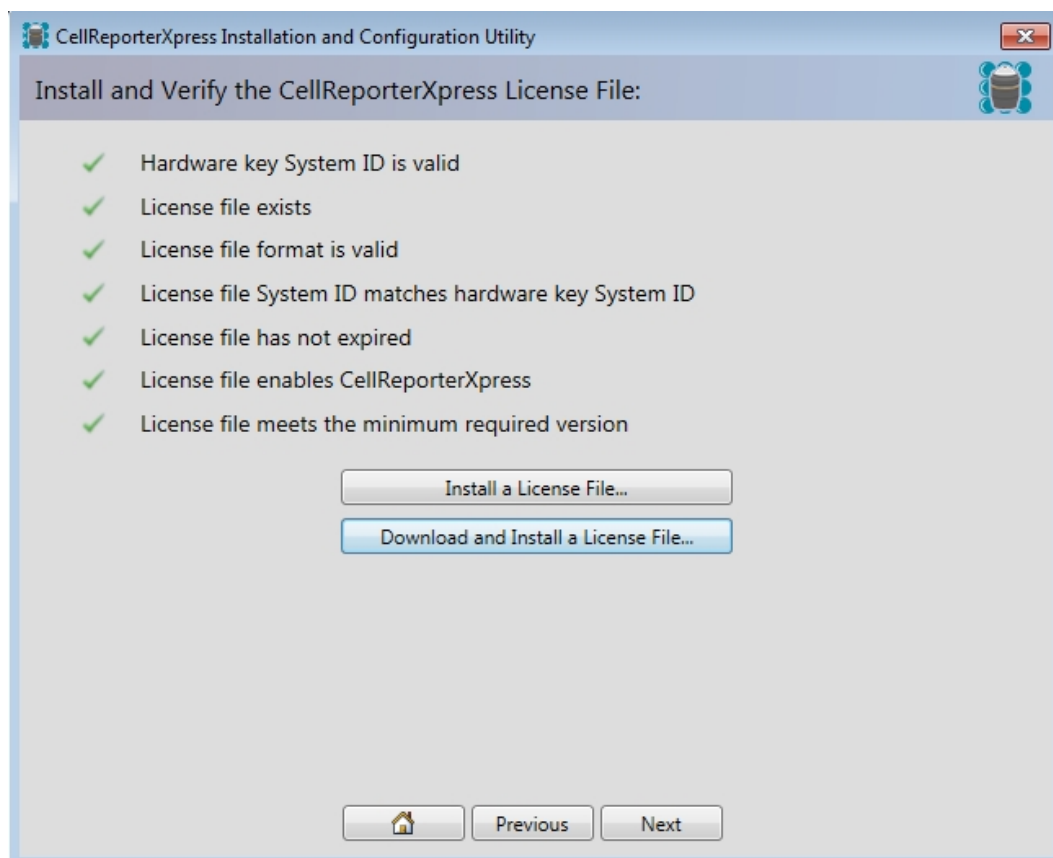 CellReporterXpress Installation and Configuration Utility
Install and Verify the CellReporterXpress License File:
Hardware key System ID is valid
License file exists
License file format is valid
License file System ID matches hardware key System ID
License file has not expired
License file enables CellReporterXpress
License file meets the minimum required version
Install a License File...
Download and Install a License File...
Previous Next